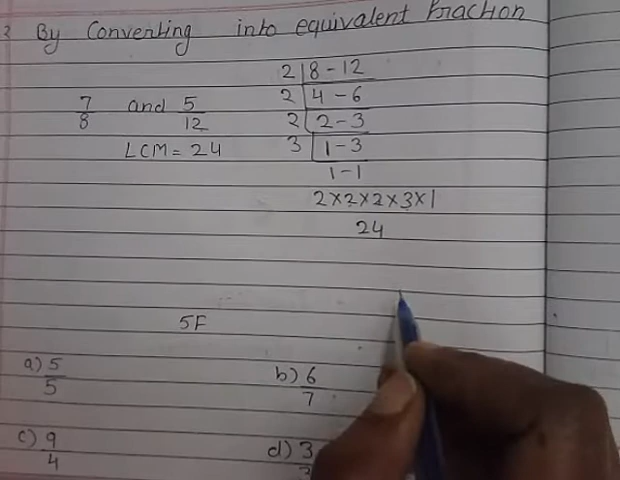 2 By Converting into equivalent fraction
7/8 and 5/12
LCM = 24
2 | 8 - 12
2 | 4 - 6
2 | 2 - 3
3 | 1 - 3
1 - 1
2×2×2×3×1
24
5F
a) 5/5
b) 6/7
c) 9/4
d) 3